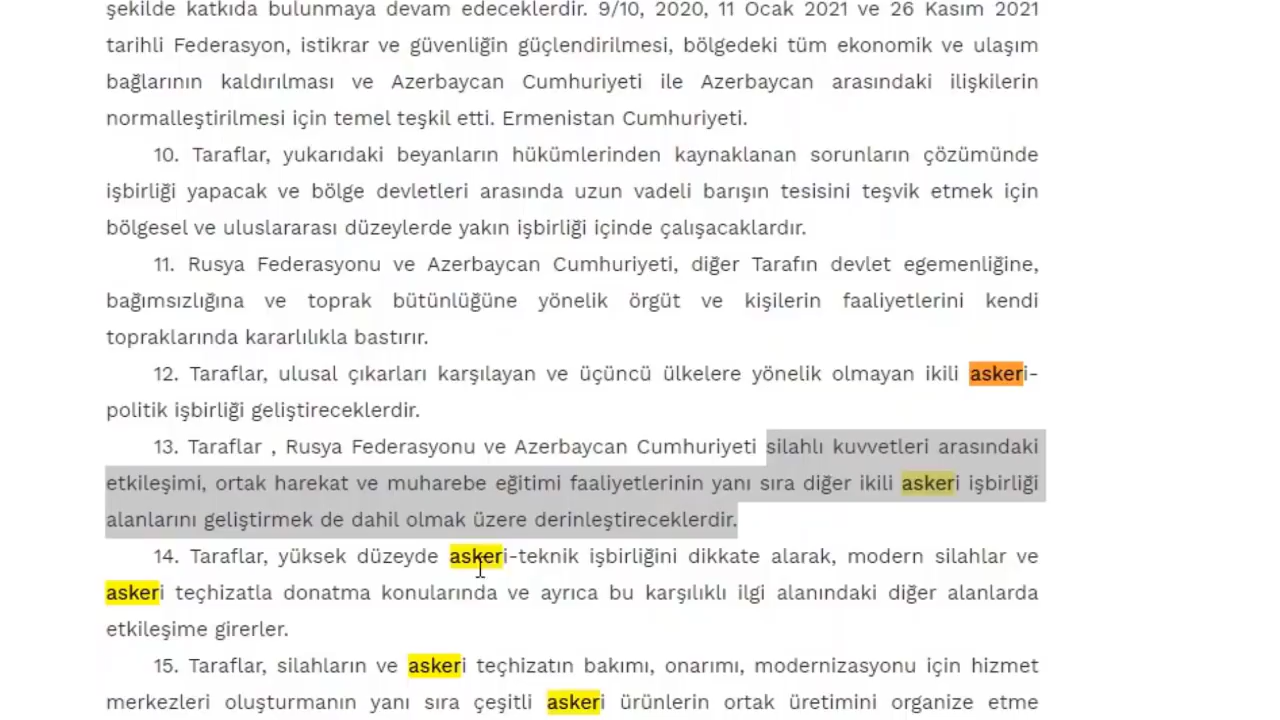 şekilde katkıda bulunmaya devam edeceklerdir. 9/10, 2020, 11 Ocak 2021 ve 26 Kasım 2021
tarihli Federasyon, istikrar ve güvenliğin güçlendirilmesi, bölgedeki tüm ekonomik ve ulaşım
bağlarının kaldırılması ve Azerbaycan Cumhuriyeti ile Azerbaycan arasındaki ilişkilerin
normalleştirilmesi için temel teşkil etti. Ermenistan Cumhuriyeti.
10. Taraflar, yukarıdaki beyanların hükümlerinden kaynaklanan sorunların çözümünde
işbirliği yapacak ve bölge devletleri arasında uzun vadeli barışın tesisini teşvik etmek için
bölgesel ve uluslararası düzeylerde yakın işbirliği içinde çalışacaklardır.
11. Rusya Federasyonu ve Azerbaycan Cumhuriyeti, diğer Tarafın devlet egemenliğine,
bağımsızlığına ve toprak bütünlüğüne yönelik örgüt ve kişilerin faaliyetlerini kendi
topraklarında kararlılıkla bastırır.
12. Taraflar, ulusal çıkarları karşılayan ve üçüncü ülkelere yönelik olmayan ikili askeri-
politik işbirliği geliştireceklerdir.
13. Taraflar , Rusya Federasyonu ve Azerbaycan Cumhuriyeti silahlı kuvvetleri arasındaki
etkileşimi, ortak harekat ve muharebe eğitimi faaliyetlerinin yanı sıra diğer ikili askeri işbirliği
alanlarını geliştirmek de dahil olmak üzere derinleştireceklerdir.
14. Taraflar, yüksek düzeyde askeri-teknik işbirliğini dikkate alarak, modern silahlar ve
askeri teçhizatla donatma konularında ve ayrıca bu karşılıklı ilgi alanındaki diğer alanlarda
etkileşime girerler.
15. Taraflar, silahların ve askeri teçhizatın bakımı, onarımı, modernizasyonu için hizmet
merkezleri oluşturmanın yanı sıra çeşitli askeri ürünlerin ortak üretimini organize etme